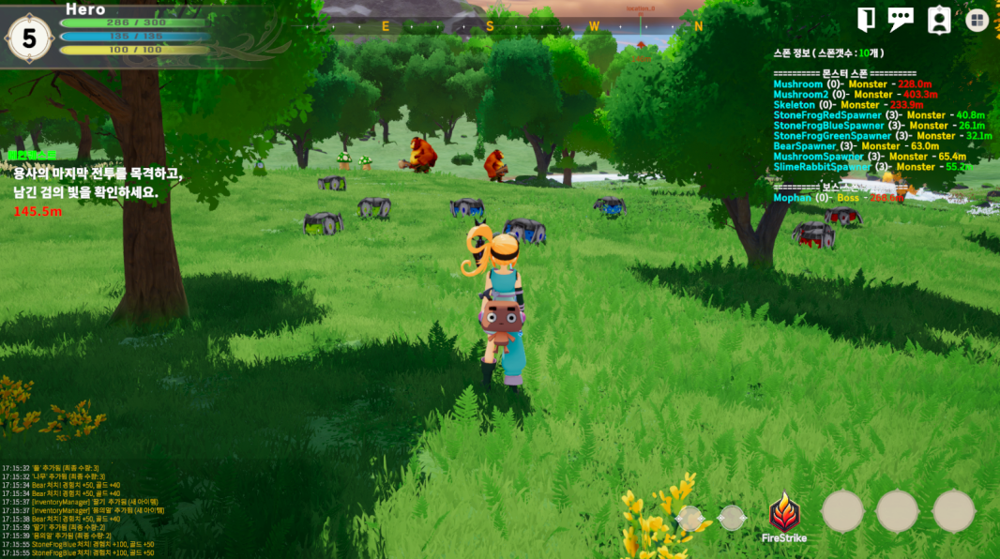 Hero
5
286 / 300
135 / 135
100 / 100
E
S
W
N
location_0
스폰 정보 ( 스폰갯수 : 10개 )
========== 몬스터 스폰 ==========
Mushroom (0)- Monster - 228.0m
Mushroom2 (0)- Monster - 403.3m
Skeleton (0)- Monster - 233.9m
StoneFrogRedSpawner (3)- Monster - 40.8m
StoneFrogBlueSpawner (3)- Monster - 26.1m
StoneFrogGreenSpawner (3)- Monster - 32.1m
BearSpawner (3)- Monster - 63.0m
MushroomSpawner (3)- Monster - 65.4m
SlimeRabbitSpawner (3)- Monster - 55.2m
========== 보스스폰 ==========
Mophan (0)- Boss -
용사의 마지막 전투를 목격하고,
남긴 검의 빛을 확인하세요.
145.5m
17:15:32 '돌' 추가됨 (최종 수량: 3)
17:15:32 '나무' 추가됨 (최종 수량: 3)
17:15:34 Bear 처치! 경험치 +50, 골드 +40
17:15:34 Bear 처치! 경험치 +50, 골드 +40
17:15:37 [InventoryManager] '딸기' 추가됨 (새 아이템)
17:15:37 [InventoryManager] '용의알' 추가됨 (새 아이템)
17:15:38 Bear 처치! 경험치 +50, 골드 +40
17:15:39 '딸기' 추가됨 (최종 수량: 2)
17:15:39 '용의알' 추가됨 (최종 수량: 2)
17:15:55 StoneFrogBlue 처치! 경험치 +100, 골드 +50
17:15:55 StoneFrogBlue 처치! 경험치 +100, 골드 +50
FireStrike